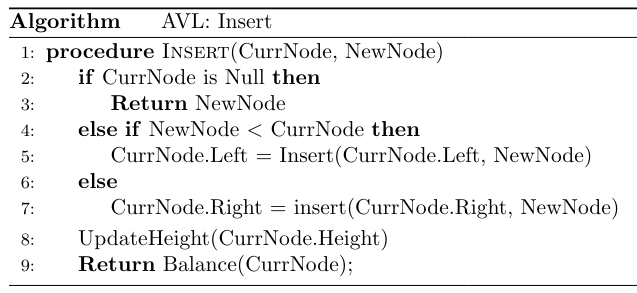 Algorithm AVL: Insert
1: procedure INSERT(CurrNode, NewNode)
2: if CurrNode is Null then
3: Return NewNode
4: else if NewNode < CurrNode then
5: CurrNode.Left = Insert(CurrNode.Left, NewNode)
6: else
7: CurrNode.Right = insert(CurrNode.Right, NewNode)
8: UpdateHeight(CurrNode.Height)
9: Return Balance(CurrNode);